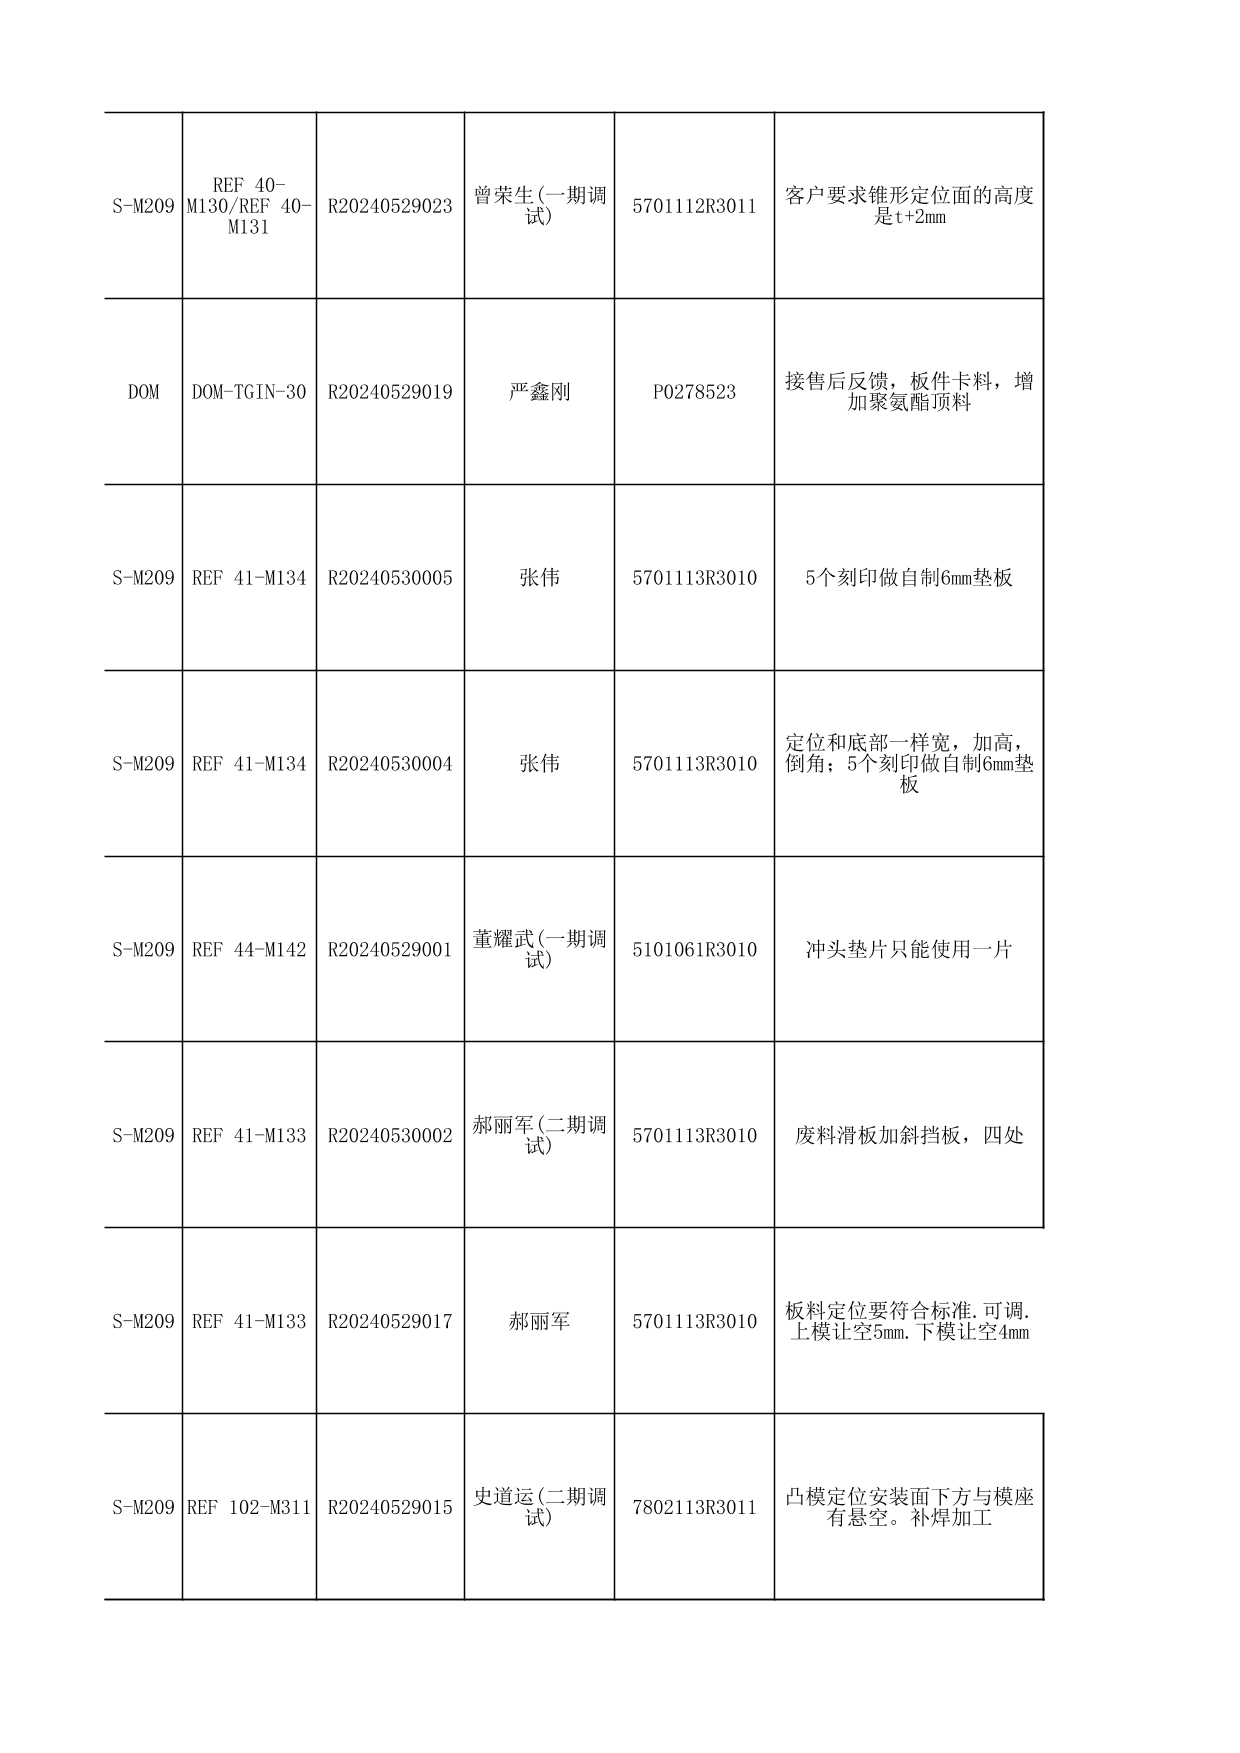 S-M209
REF 40-
M130/REF 40-
M131
R20240529023
曾荣生(一期调
试)
5701112R3011
客户要求锥形定位面的高度
是t+2mm
DOM
DOM-TGIN-30
R20240529019
严鑫刚
P0278523
接售后反馈，板件卡料，增
加聚氨酯顶料
S-M209
REF 41-M134
R20240530005
张伟
5701113R3010
5个刻印做自制6mm垫板
S-M209
REF 41-M134
R20240530004
张伟
5701113R3010
定位和底部一样宽，加高，
倒角；5个刻印做自制6mm垫
板
S-M209
REF 44-M142
R20240529001
董耀武(一期调
试)
5101061R3010
冲头垫片只能使用一片
S-M209
REF 41-M133
R20240530002
郝丽军(二期调
试)
5701113R3010
废料滑板加斜挡板，四处
S-M209
REF 41-M133
R20240529017
郝丽军
5701113R3010
板料定位要符合标准.可调.
上模让空5mm.下模让空4mm
S-M209
REF 102-M311
R20240529015
史道运(二期调
试)
7802113R3011
凸模定位安装面下方与模座
有悬空。补焊加工